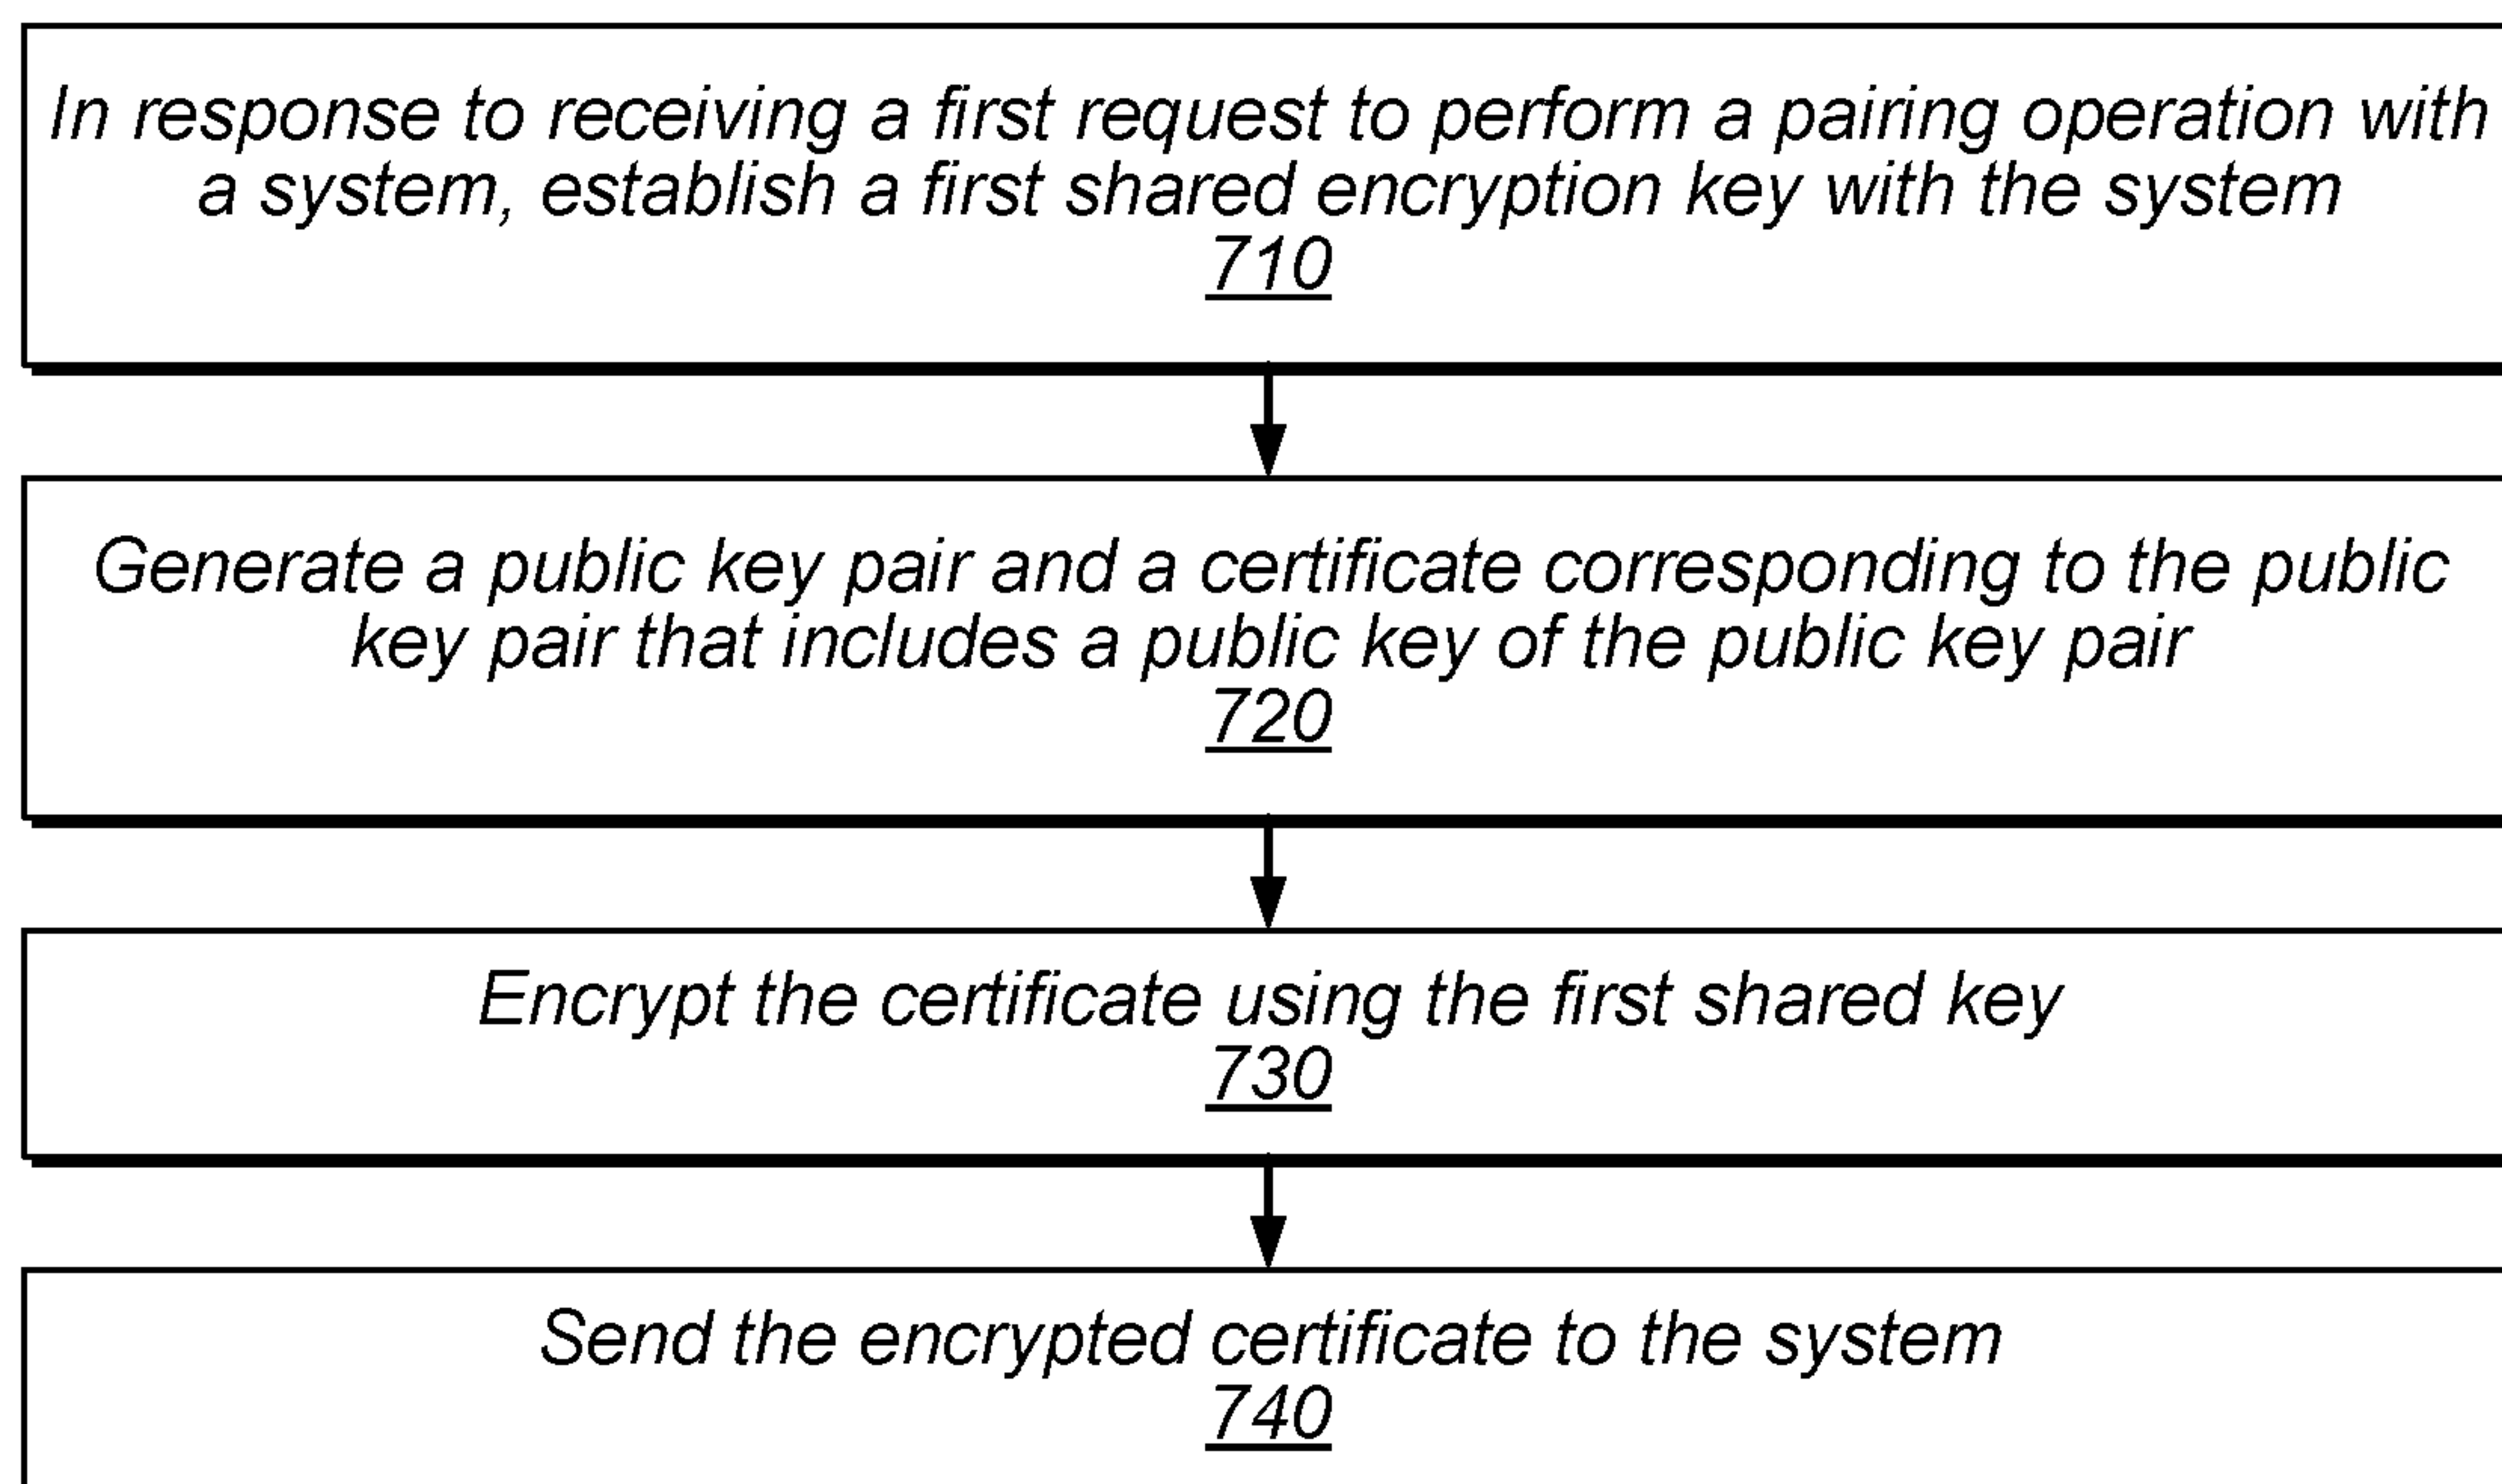 In response to receiving a first request to perform a pairing operation with
a system, establish a first shared encryption key with the system
710
Generate a public key pair and a certificate corresponding to the public
key pair that includes a public key of the public key pair
720
Encrypt the certificate using the first shared key
730
Send the encrypted certificate to the system
740